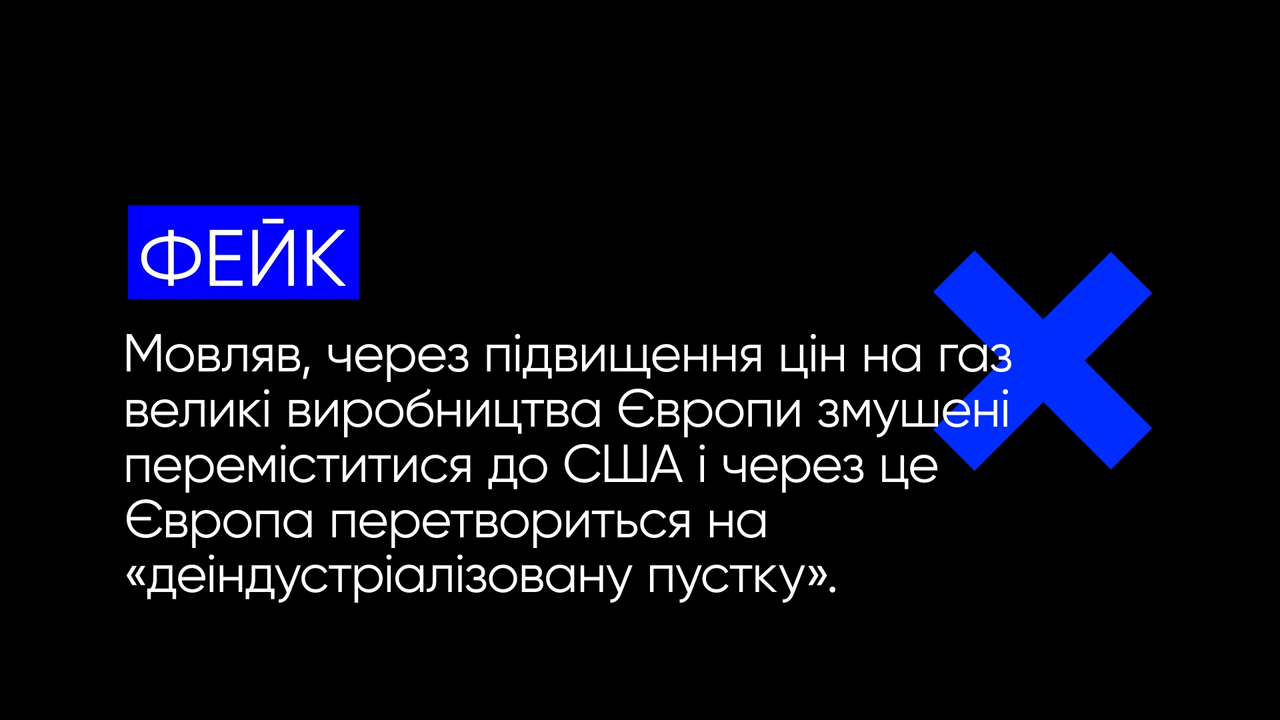 ФЕЙК
Мовляв, через підвищення цін на газ
великі виробництва Європи змушені
переміститися до США і через це
Європа перетвориться на
«деіндустріалізовану пустку».